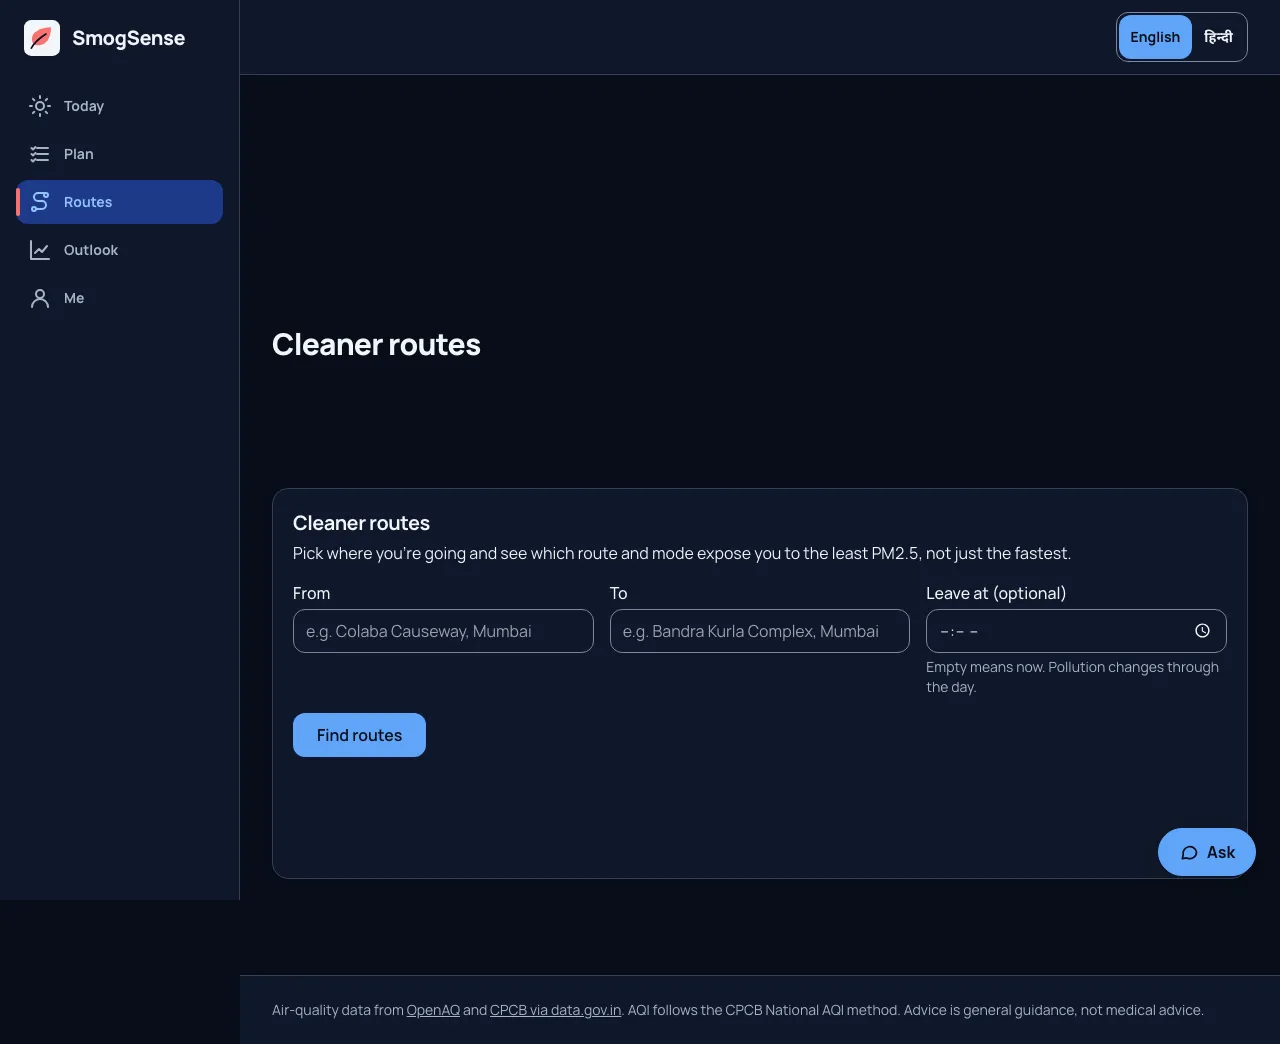 SmogSense
English
हिन्दी
Today
Plan
Routes
Outlook
Me
Cleaner routes
Cleaner routes
Pick where you're going and see which route and mode expose you to the least PM2.5, not just the fastest.
From
To
Leave at (optional)
e.g. Colaba Causeway, Mumbai
e.g. Bandra Kurla Complex, Mumbai
--:-- --
Empty means now. Pollution changes through
the day.
Find routes
Ask
Air-quality data from OpenAQ and CPCB via data.gov.in. AQI follows the CPCB National AQI method. Advice is general guidance, not medical advice.